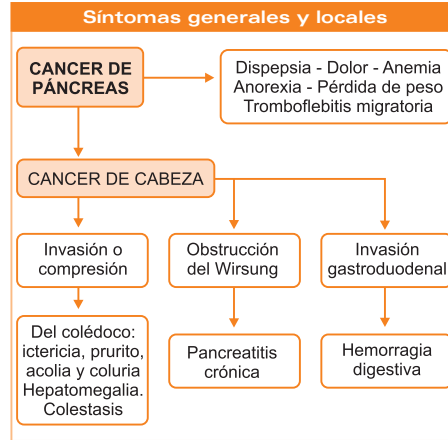 Síntomas generales y locales
CANCER DE
PÁNCREAS
Dispepsia - Dolor - Anemia
Anorexia - Pérdida de peso
Tromboflebitis migratoria
CANCER DE CABEZA
Invasión o
compresión
Obstrucción
del Wirsung
Invasión
gastroduodenal
Del colédoco:
ictericia, prurito,
acolia y coluria
Hepatomegalia.
Colestasis
Pancreatitis
crónica
Hemorragia
digestiva